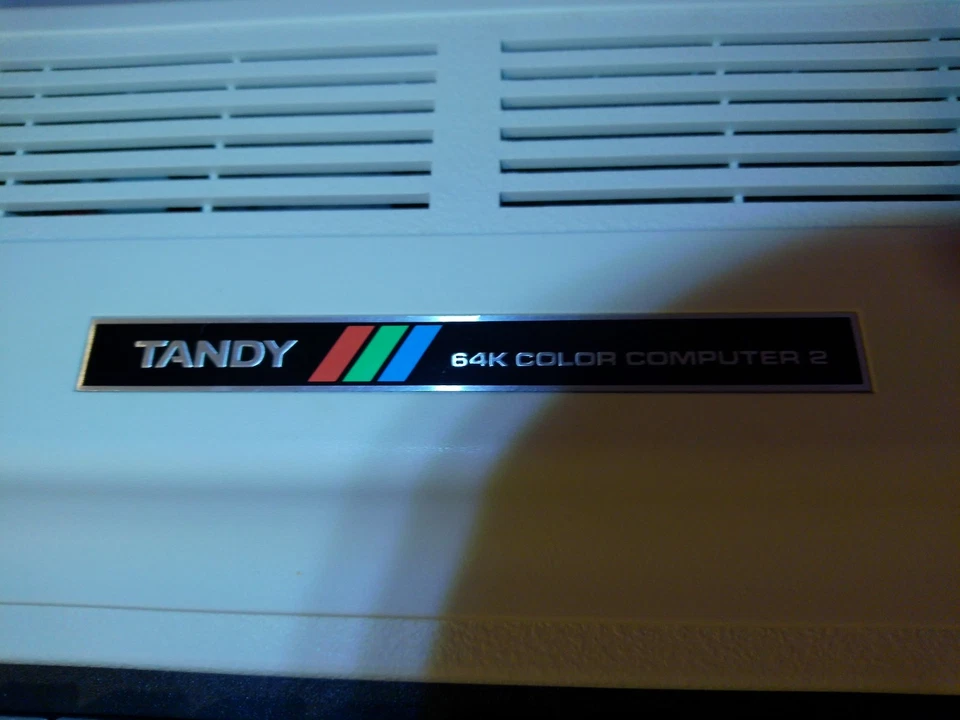 TANDY 64K COLOR COMPUTER 2